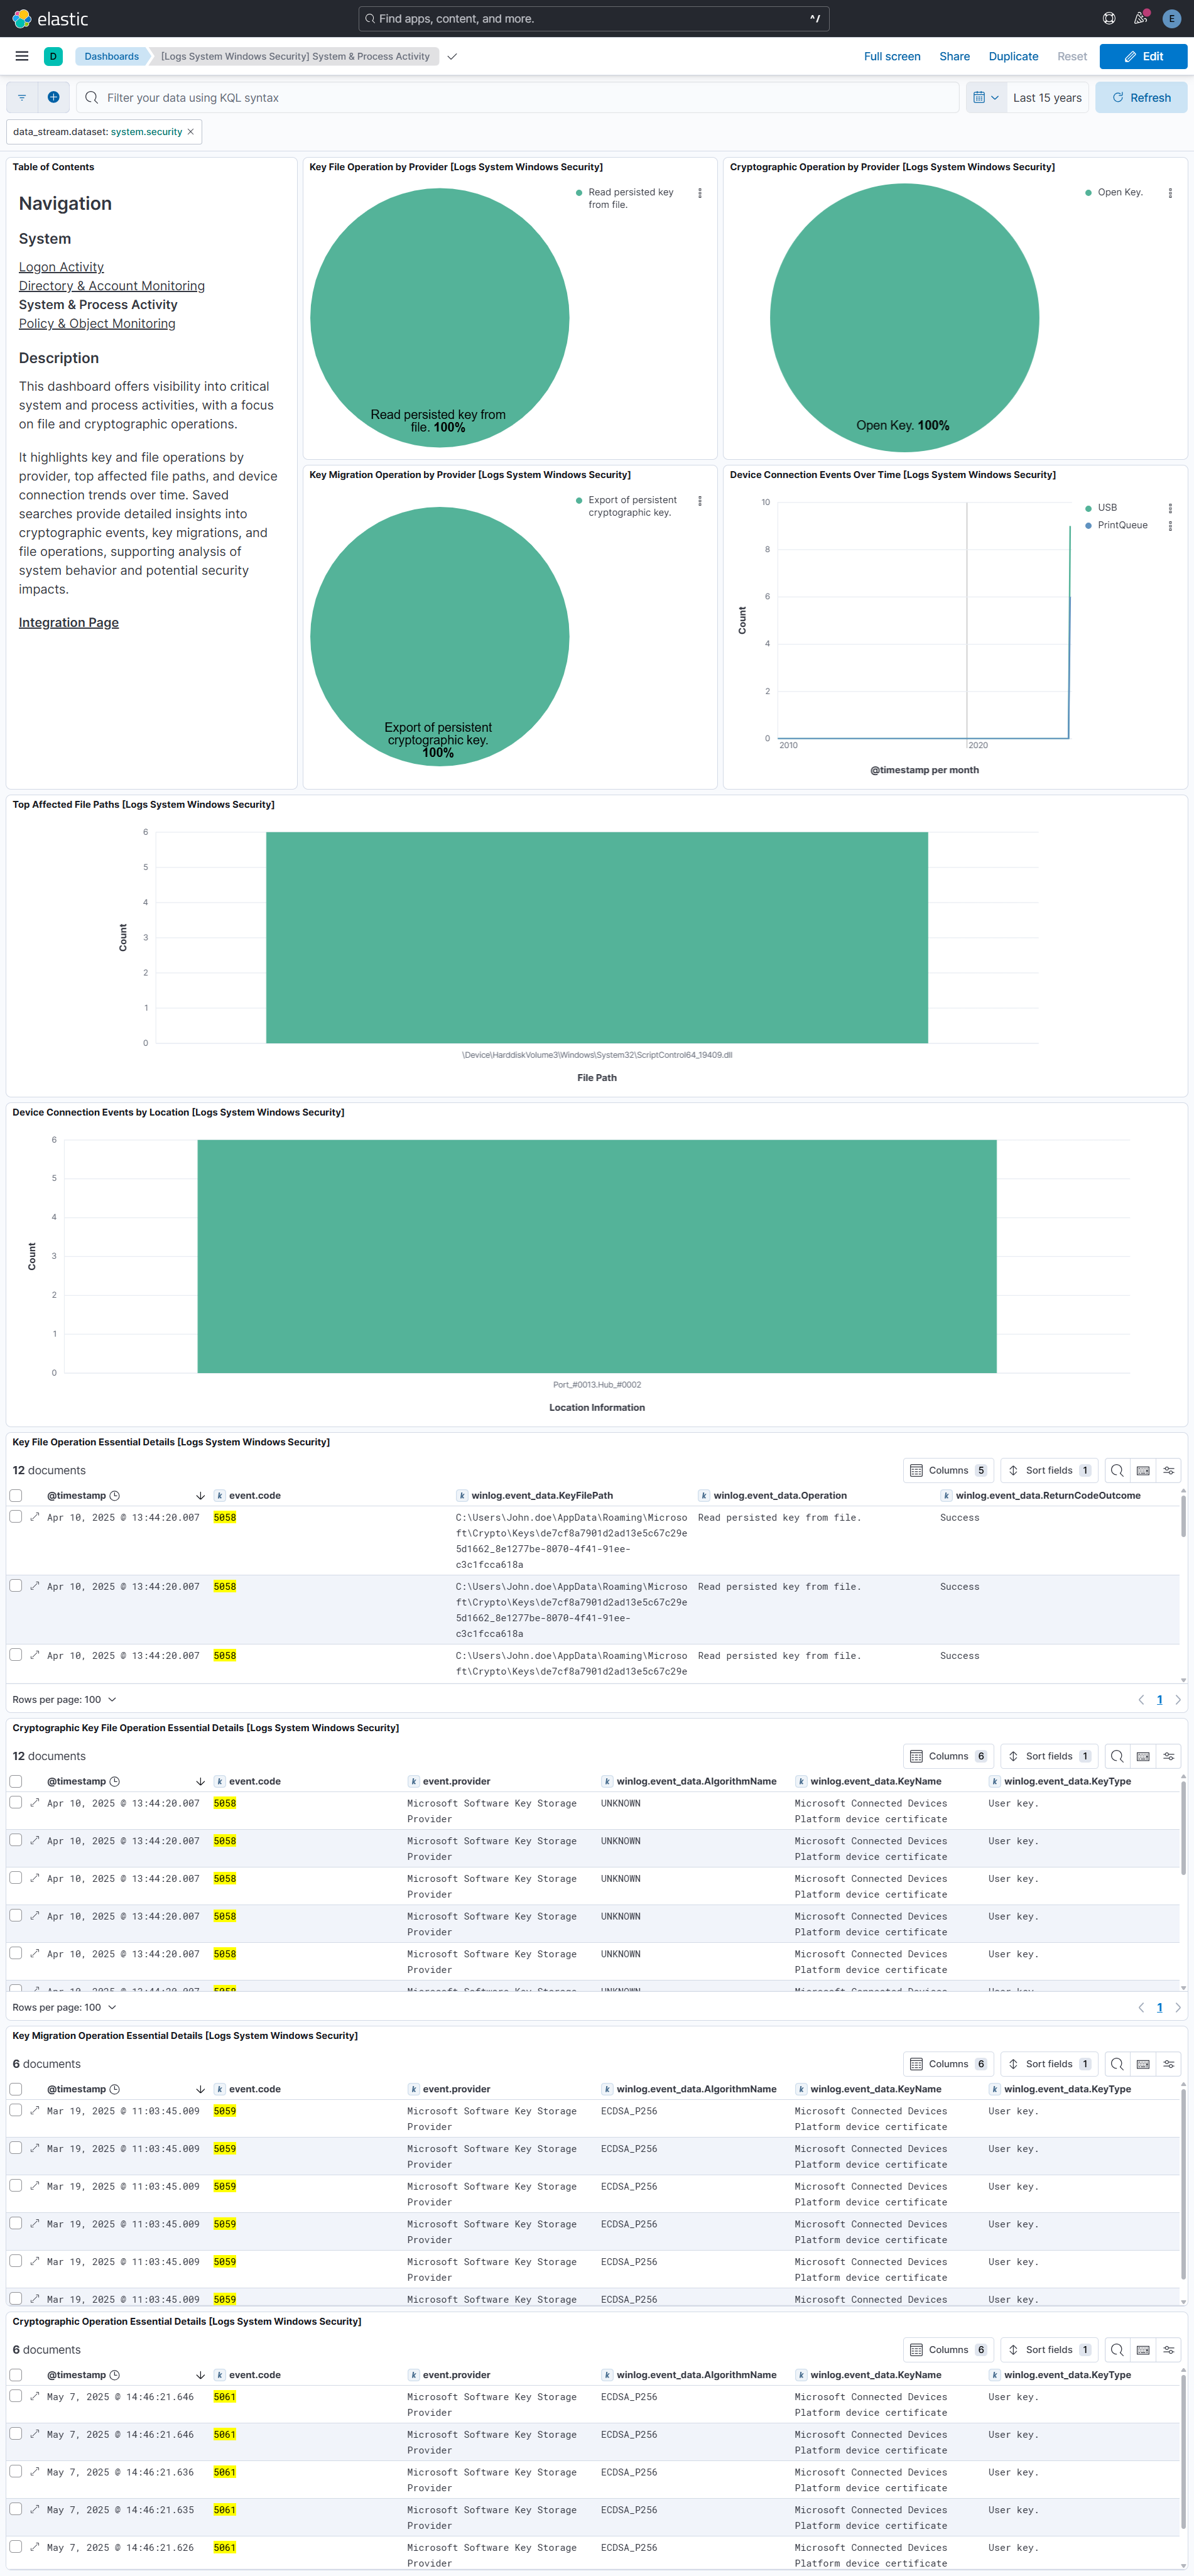 elastic
Find apps, content, and more.
^/
E
D
Dashboards
[Logs System Windows Security] System & Process Activity
Full screen
Share
Duplicate
Reset
Edit
Filter your data using KQL syntax
Last 15 years
Refresh
data_stream.dataset: system.security
Table of Contents
Navigation
System
Logon Activity
Directory & Account Monitoring
System & Process Activity
Policy & Object Monitoring
Description
This dashboard offers visibility into critical
system and process activities, with a focus
on file and cryptographic operations.
It highlights key and file operations by
provider, top affected file paths, and device
connection trends over time. Saved
searches provide detailed insights into
cryptographic events, key migrations, and
file operations, supporting analysis of
system behavior and potential security
impacts.
Integration Page
Key File Operation by Provider [Logs System Windows Security]
Read persisted key
from file.
Read persisted key from
file. 100%
Cryptographic Operation by Provider [Logs System Windows Security]
Open Key.
Open Key. 100%
Key Migration Operation by Provider [Logs System Windows Security]
Export of persistent
cryptographic key.
Export of persistent
cryptographic key.
100%
Device Connection Events Over Time [Logs System Windows Security]
10
8
6
4
2
0
Count
2010
2020
@timestamp per month
USB
PrintQueue
Top Affected File Paths [Logs System Windows Security]
6
5
4
3
2
1
0
Count
\Device\HarddiskVolume3\Windows\System32\ScriptControl64_19409.dll
File Path
Device Connection Events by Location [Logs System Windows Security]
6
5
4
3
2
1
0
Count
Port_#0013.Hub_#0002
Location Information
Key File Operation Essential Details [Logs System Windows Security]
12 documents
Columns 5
Sort fields 1
@timestamp k event.code k winlog.event_data.KeyFilePath k winlog.event_data.Operation k winlog.event_data.ReturnCodeOutcome
Apr 10, 2025 @ 13:44:20.007 5058 C:\Users\John.doe\AppData\Roaming\Microso Read persisted key from file. Success
ft\Crypto\Keys\de7cf8a7901d2ad13e5c67c29e
5d1662_8e1277be-8070-4f41-91ee-
c3c1fcca618a
Apr 10, 2025 @ 13:44:20.007 5058 C:\Users\John.doe\AppData\Roaming\Microso Read persisted key from file. Success
ft\Crypto\Keys\de7cf8a7901d2ad13e5c67c29e
5d1662_8e1277be-8070-4f41-91ee-
c3c1fcca618a
Apr 10, 2025 @ 13:44:20.007 5058 C:\Users\John.doe\AppData\Roaming\Microso Read persisted key from file. Success
ft\Crypto\Keys\de7cf8a7901d2ad13e5c67c29e
Rows per page: 100
1
Cryptographic Key File Operation Essential Details [Logs System Windows Security]
12 documents
Columns 6
Sort fields 1
@timestamp k event.code k event.provider k winlog.event_data.AlgorithmName k winlog.event_data.KeyName k winlog.event_data.KeyType
Apr 10, 2025 @ 13:44:20.007 5058 Microsoft Software Key Storage UNKNOWN Microsoft Connected Devices User key.
Provider Platform device certificate
Apr 10, 2025 @ 13:44:20.007 5058 Microsoft Software Key Storage UNKNOWN Microsoft Connected Devices User key.
Provider Platform device certificate
Apr 10, 2025 @ 13:44:20.007 5058 Microsoft Software Key Storage UNKNOWN Microsoft Connected Devices User key.
Provider Platform device certificate
Apr 10, 2025 @ 13:44:20.007 5058 Microsoft Software Key Storage UNKNOWN Microsoft Connected Devices User key.
Provider Platform device certificate
Apr 10, 2025 @ 13:44:20.007 5058 Microsoft Software Key Storage UNKNOWN Microsoft Connected Devices User key.
Provider Platform device certificate
Rows per page: 100
1
Key Migration Operation Essential Details [Logs System Windows Security]
6 documents
Columns 6
Sort fields 1
@timestamp k event.code k event.provider k winlog.event_data.AlgorithmName k winlog.event_data.KeyName k winlog.event_data.KeyType
Mar 19, 2025 @ 11:03:45.009 5059 Microsoft Software Key Storage ECDSA_P256 Microsoft Connected Devices User key.
Provider Platform device certificate
Mar 19, 2025 @ 11:03:45.009 5059 Microsoft Software Key Storage ECDSA_P256 Microsoft Connected Devices User key.
Provider Platform device certificate
Mar 19, 2025 @ 11:03:45.009 5059 Microsoft Software Key Storage ECDSA_P256 Microsoft Connected Devices User key.
Provider Platform device certificate
Mar 19, 2025 @ 11:03:45.009 5059 Microsoft Software Key Storage ECDSA_P256 Microsoft Connected Devices User key.
Provider Platform device certificate
Mar 19, 2025 @ 11:03:45.009 5059 Microsoft Software Key Storage ECDSA_P256 Microsoft Connected Devices User key.
Provider Platform device certificate
Mar 19, 2025 @ 11:03:45.009 5059 Microsoft Software Key Storage ECDSA_P256 Microsoft Connected Devices User key.
Cryptographic Operation Essential Details [Logs System Windows Security]
6 documents
Columns 6
Sort fields 1
@timestamp k event.code k event.provider k winlog.event_data.AlgorithmName k winlog.event_data.KeyName k winlog.event_data.KeyType
May 7, 2025 @ 14:46:21.646 5061 Microsoft Software Key Storage ECDSA_P256 Microsoft Connected Devices User key.
Provider Platform device certificate
May 7, 2025 @ 14:46:21.646 5061 Microsoft Software Key Storage ECDSA_P256 Microsoft Connected Devices User key.
Provider Platform device certificate
May 7, 2025 @ 14:46:21.636 5061 Microsoft Software Key Storage ECDSA_P256 Microsoft Connected Devices User key.
Provider Platform device certificate
May 7, 2025 @ 14:46:21.635 5061 Microsoft Software Key Storage ECDSA_P256 Microsoft Connected Devices User key.
Provider Platform device certificate
May 7, 2025 @ 14:46:21.626 5061 Microsoft Software Key Storage ECDSA_P256 Microsoft Connected Devices User key.
Provider Platform device certificate